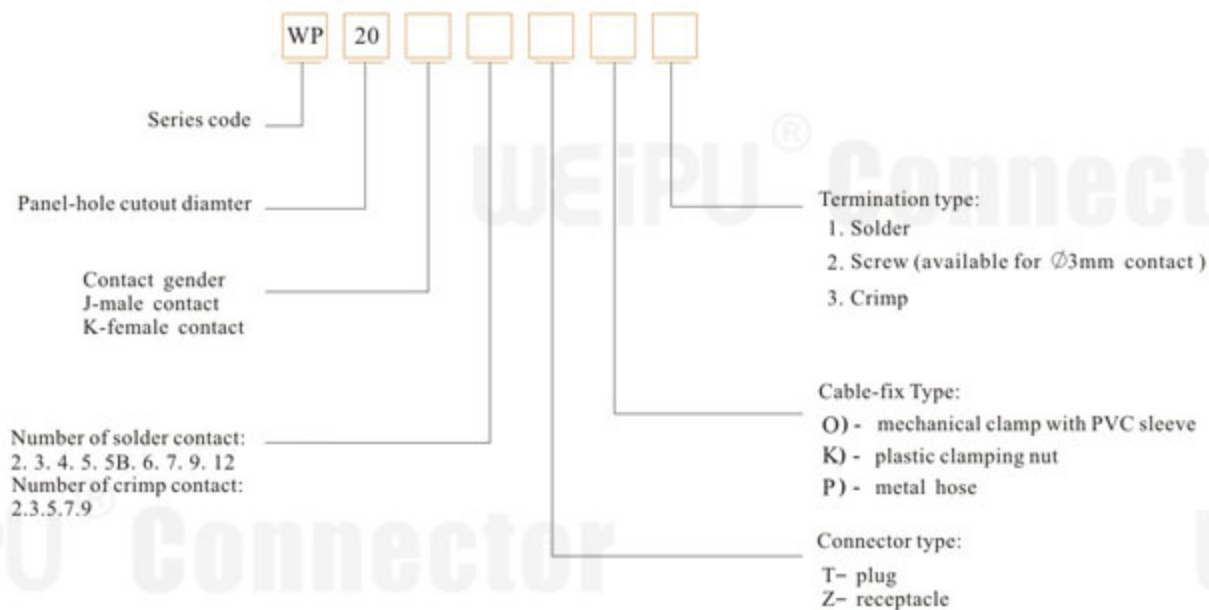 WP 20
Series code
Panel-hole cutout diamter
Contact gender
J-male contact
K-female contact
Number of solder contact:
2. 3. 4. 5. 5B. 6. 7. 9. 12
Number of crimp contact:
2.3.5.7.9
WEiPU® Connect
Termination type:
1. Solder
2. Screw (available for ∅3mm contact)
3. Crimp
Cable-fix Type:
O) - mechanical clamp with PVC sleeve
K) - plastic clamping nut
P) - metal hose
Connector type:
T- plug
Z- receptacle
PU® Connector